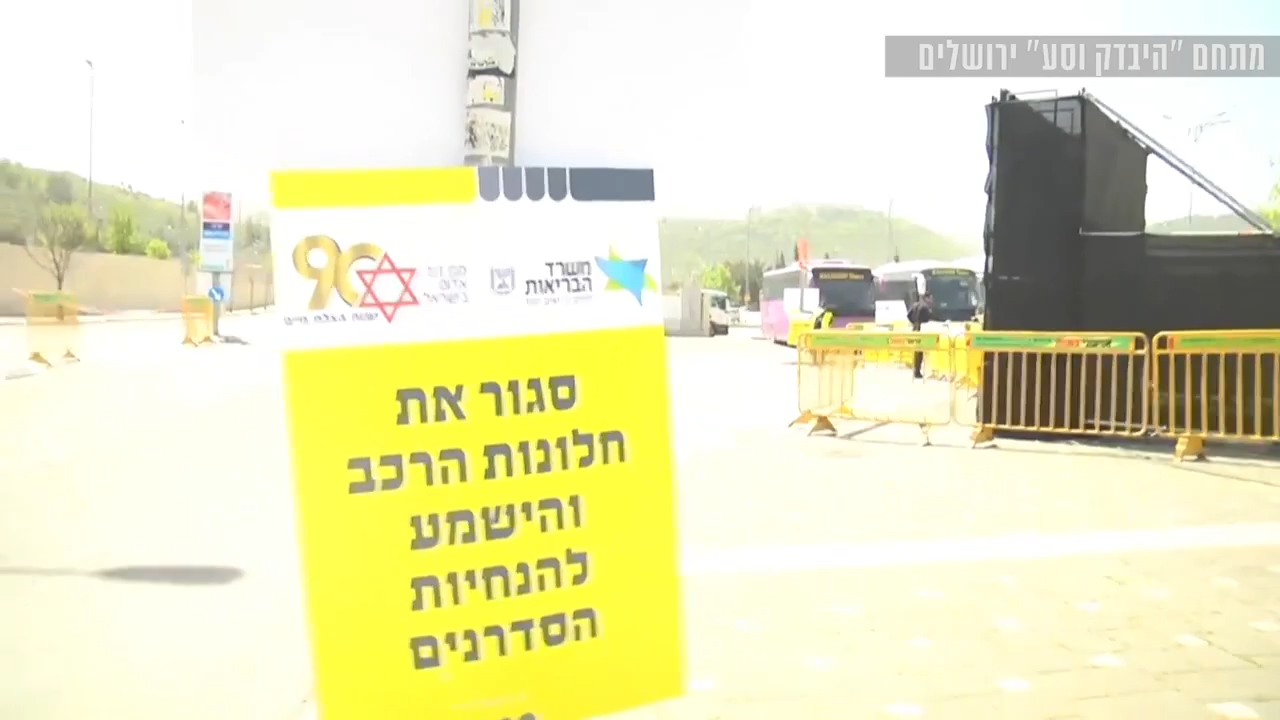 מתחם "היבדק וסע" ירושלים
90
מגן דוד
אדום
בישראל
משרד
הבריאות
סגור את
חלונות הרכב
והישמע
להנחיות
הסדרנים